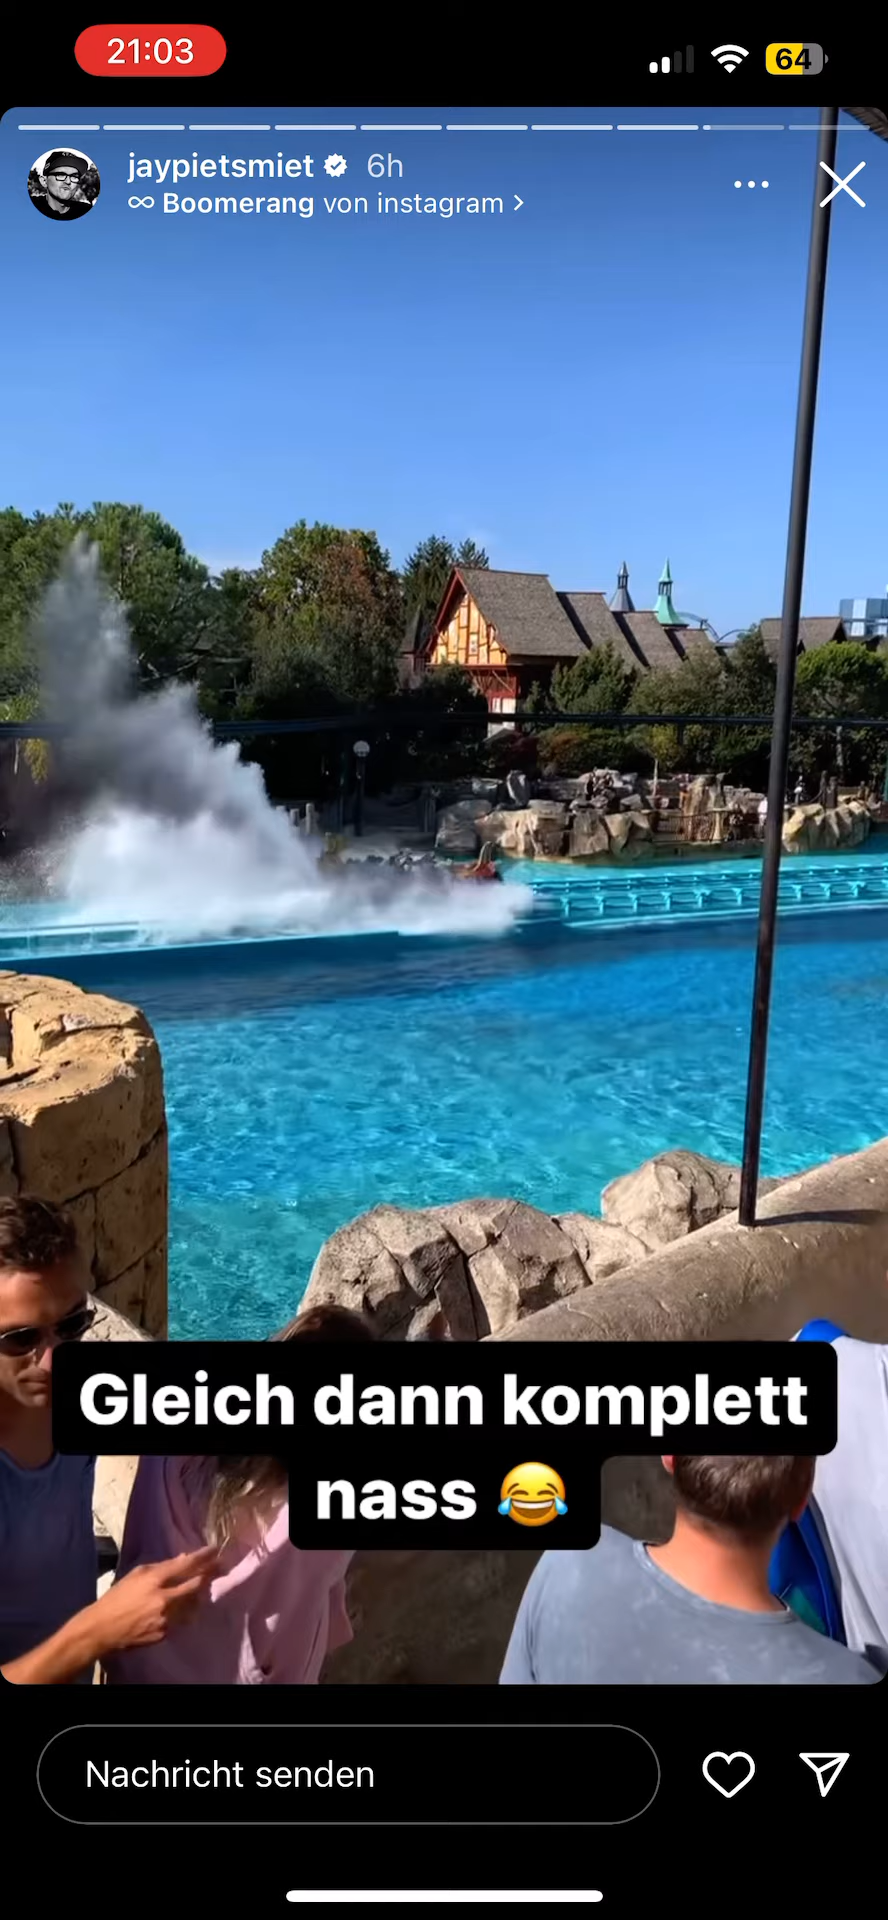 21:03
64
jaypietsmiet 6h
∞ Boomerang von instagram >
Gleich dann komplett
nass 😂
Nachricht senden